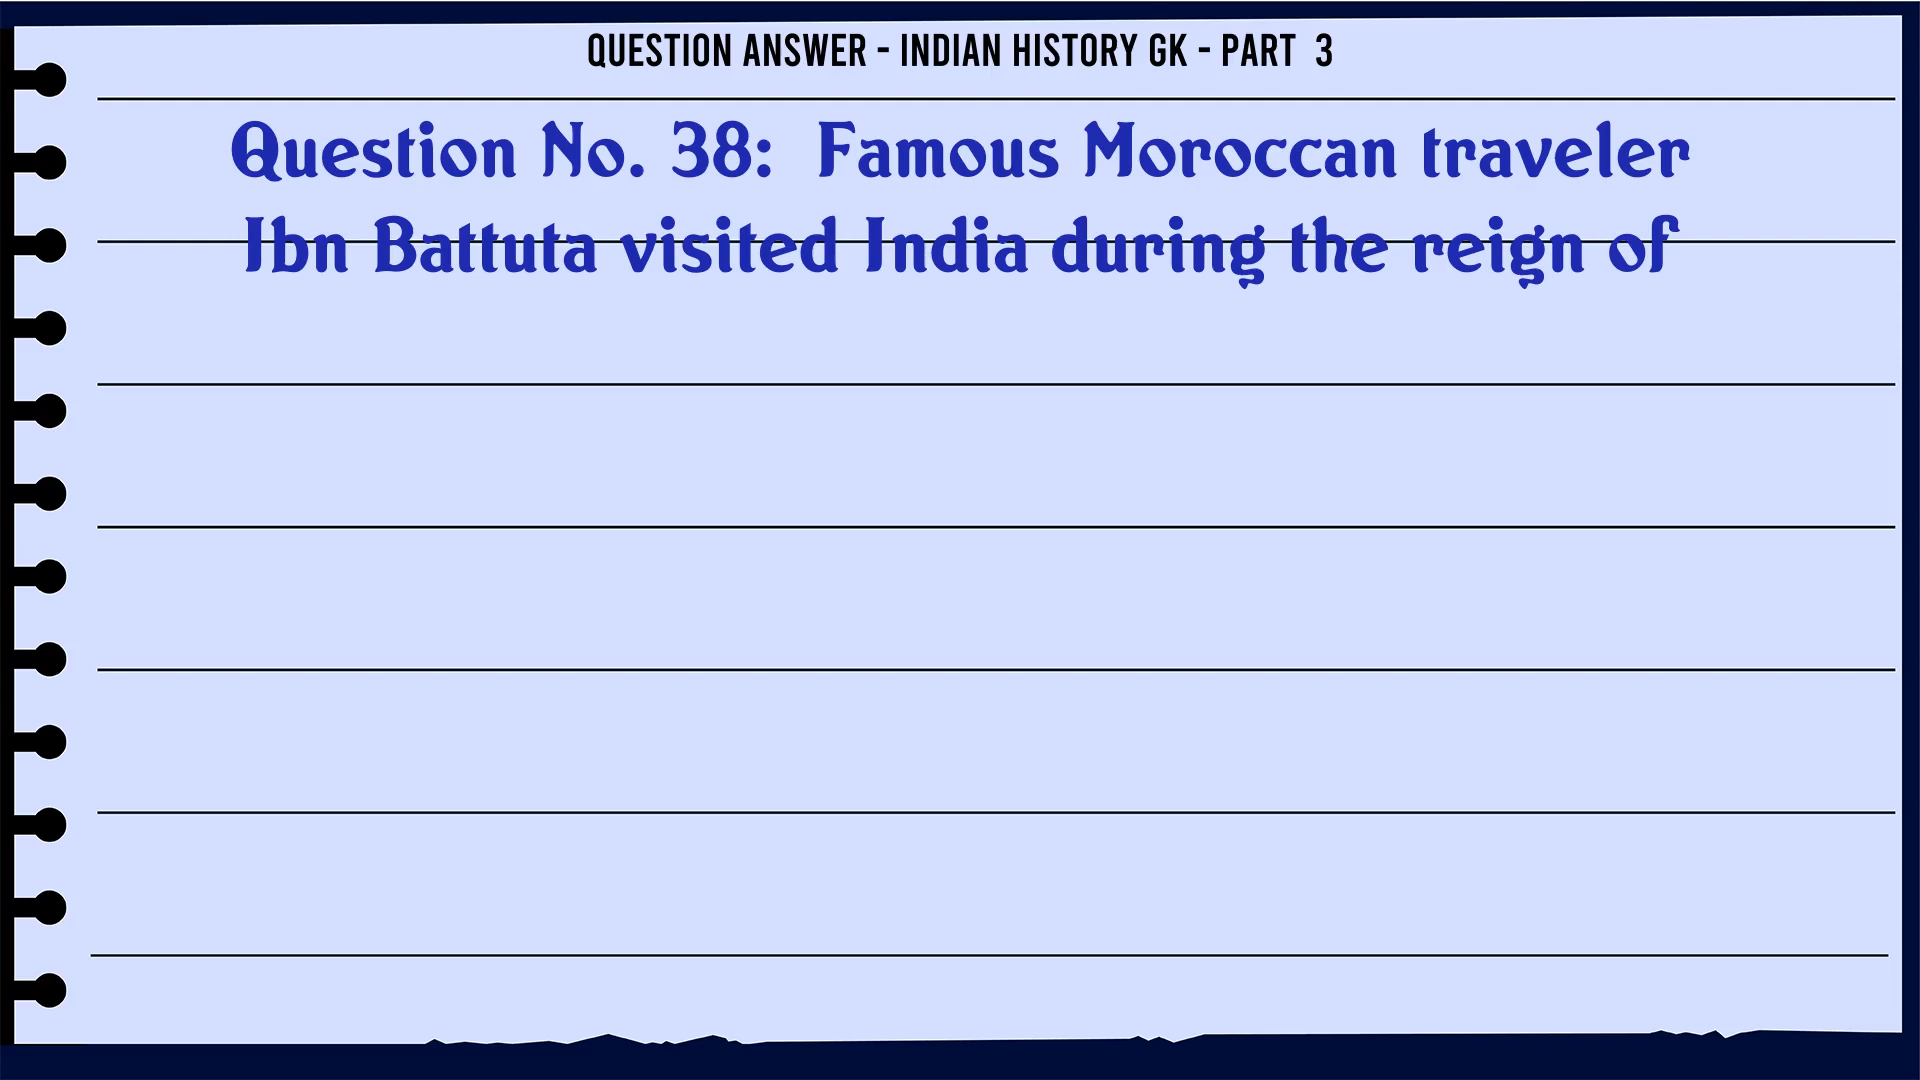 QUESTION ANSWER - INDIAN HISTORY GK - PART 3
Question No. 38: Famous Moroccan traveler
Ibn Battuta visited India during the reign of